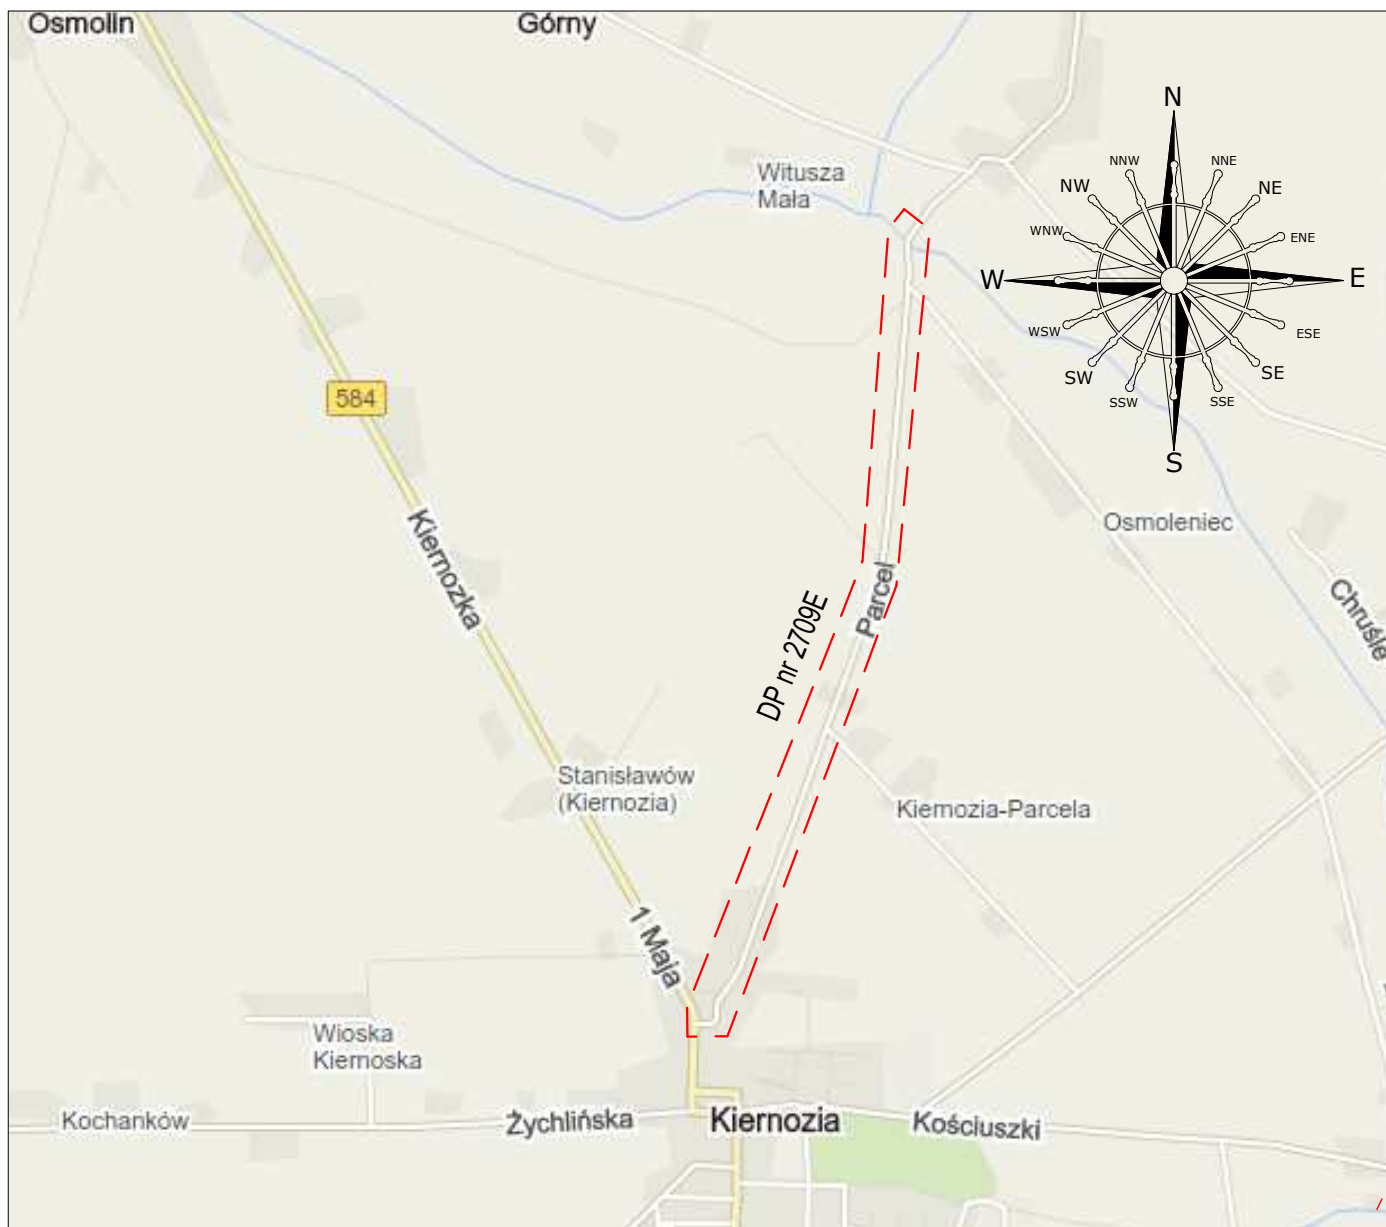 Osmolin
Górny
N
NNW
NNE
NW
NE
WNW
ENE
W
E
WSW
ESE
SW
SE
SSW
SSE
S
Witusza
Mała
584
Kiernozka
Osmoleniec
Chruśle
Parcel
DP nr 2709E
Stanisławów
(Kiernozia)
Kiernozia-Parcela
1 Maja
Wioska
Kiernoska
Kochanków
Żychlińska
Kiernozia
Kościuszki